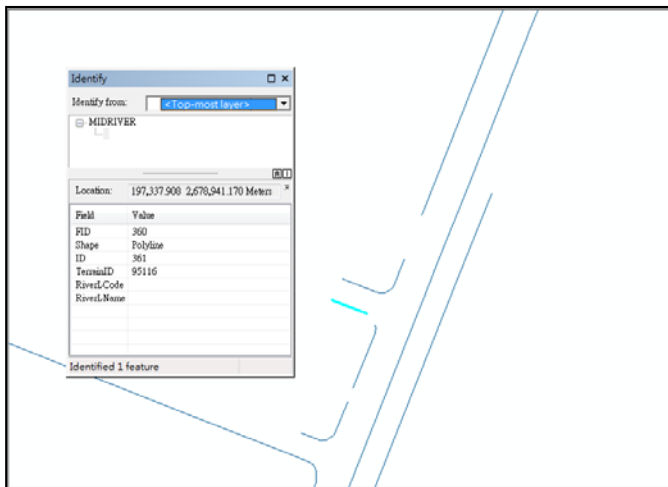 Identify
Identify from: <Top-most layer>
MIDRIVER
Location: 197,337.908 2,678,941.170 Meters
Field Value
FID 360
Shape Polyline
ID 361
TerrainID 95116
RiverLCode
RiverLName
Identified 1 feature